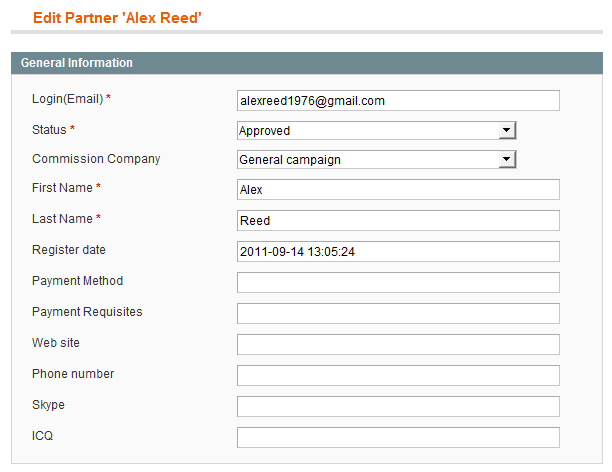 Edit Partner 'Alex Reed'
General Information
Login(Email) * alexreed1976@gmail.com
Status * Approved
Commission Company General campaign
First Name * Alex
Last Name * Reed
Register date 2011-09-14 13:05:24
Payment Method
Payment Requisites
Web site
Phone number
Skype
ICQ